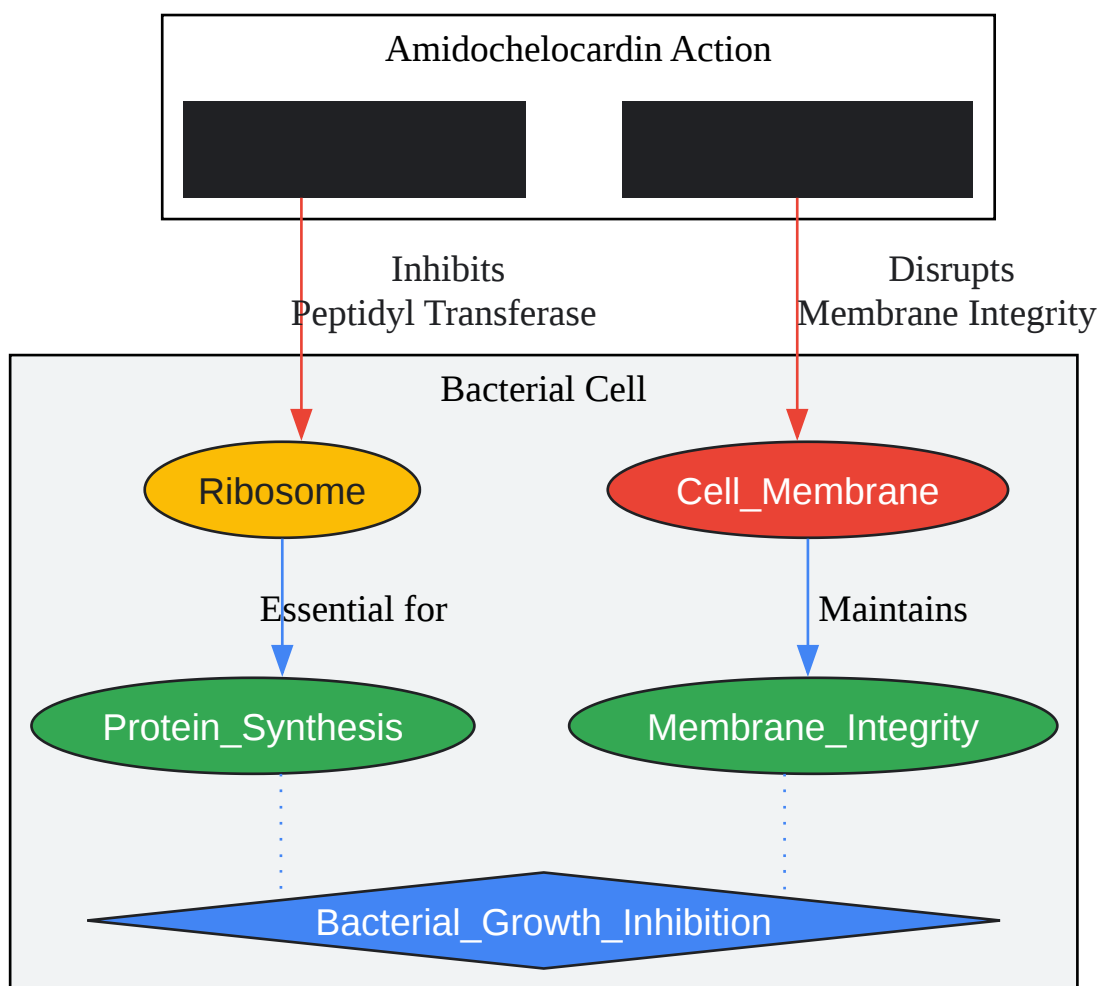 Amidochelocardin Action
Inhibits
Peptidyl Transferase
Disrupts
Membrane Integrity
Bacterial Cell
Ribosome
Cell_Membrane
Essential for
Maintains
Protein_Synthesis
Membrane_Integrity
Bacterial_Growth_Inhibition